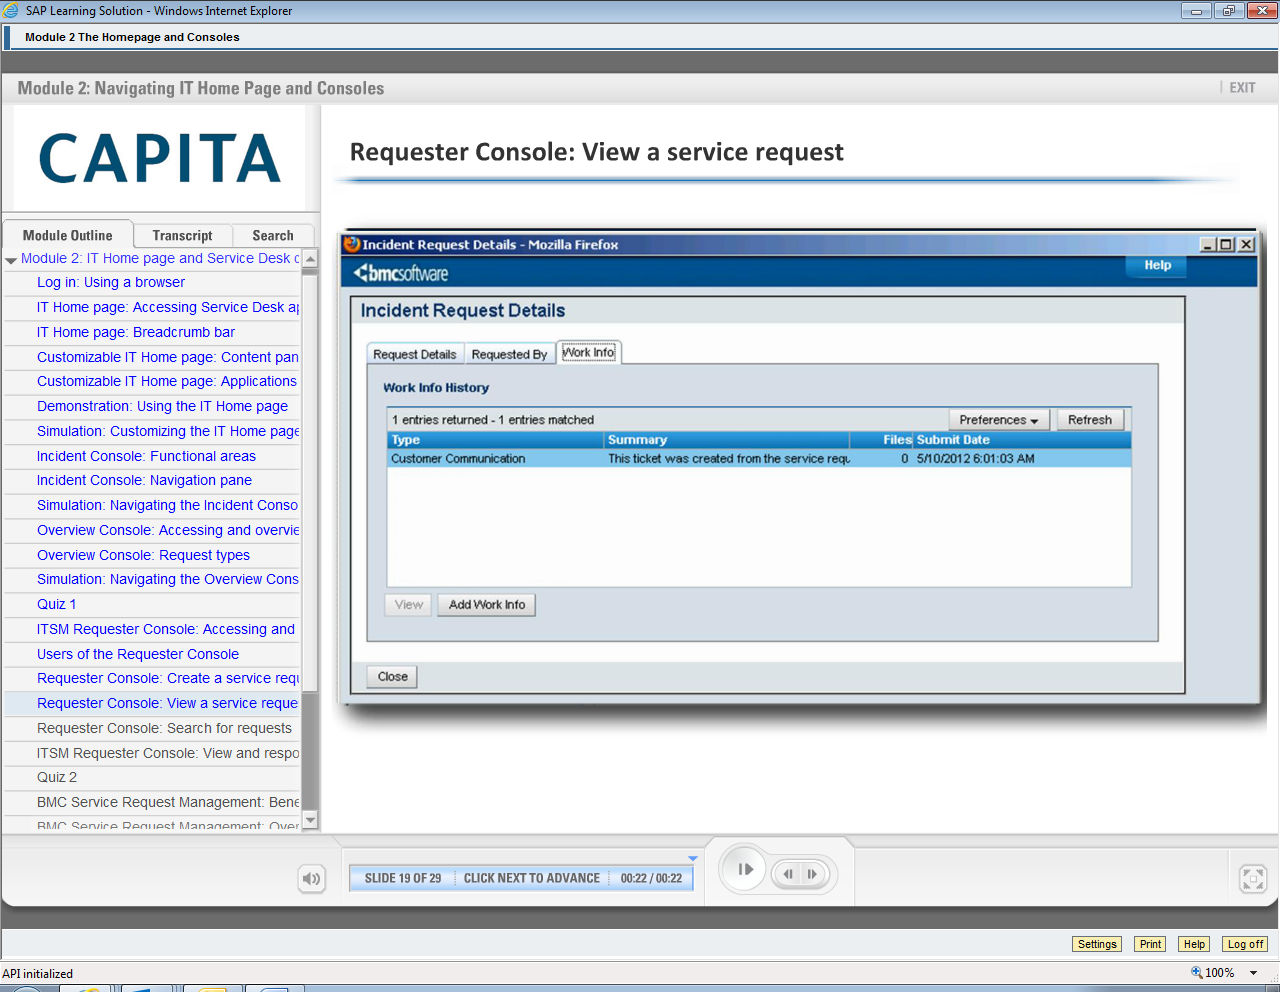 SAP Learning Solution - Windows Internet Explorer
Module 2 The Homepage and Consoles
Module 2: Navigating IT Home Page and Consoles
EXIT
CAPITA
Requester Console: View a service request
Module Outline
Transcript
Search
Module 2: IT Home page and Service Desk c
Log in: Using a browser
IT Home page: Accessing Service Desk ap
IT Home page: Breadcrumb bar
Customizable IT Home page: Content pan
Customizable IT Home page: Applications
Demonstration: Using the IT Home page
Simulation: Customizing the IT Home page
Incident Console: Functional areas
Incident Console: Navigation pane
Simulation: Navigating the Incident Conso
Overview Console: Accessing and overvie
Overview Console: Request types
Simulation: Navigating the Overview Cons
Quiz 1
ITSM Requester Console: Accessing and
Users of the Requester Console
Requester Console: Create a service requ
Requester Console: View a service reques
Requester Console: Search for requests
ITSM Requester Console: View and respo
Quiz 2
BMC Service Request Management: Bene
BMC Service Request Management: Over
Incident Request Details - Mozilla Firefox
bmcsoftware
Help
Incident Request Details
Request Details
Requested By
Work Info
Work Info History
1 entries returned - 1 entries matched
Preferences
Refresh
Type
Summary
Files
Submit Date
Customer Communication
This ticket was created from the service requ
0
5/10/2012 6:01:03 AM
View
Add Work Info
Close
SLIDE 19 OF 29
CLICK NEXT TO ADVANCE
00:22 / 00:22
Settings
Print
Help
Log off
API initialized
100%